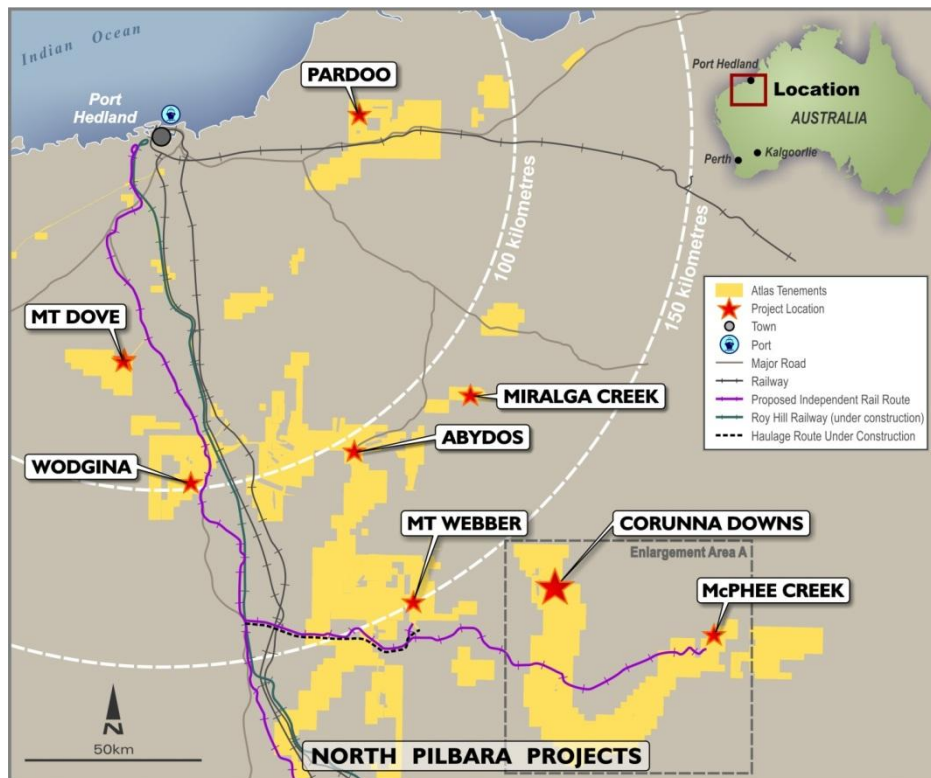 Indian Ocean
PARDOO
Port
Hedland
Port Hedland
Location
AUSTRALIA
Perth
Kalgoorlie
100 kilometres
150 kilometres
MT DOVE
MIRALGA CREEK
ABYDOS
WODGINA
MT WEBBER
CORUNNA DOWNS
Enlargement Area A
McPHEE CREEK
Atlas Tenements
Project Location
Town
Port
Major Road
Railway
Proposed Independent Rail Route
Roy Hill Railway (under construction)
Haulage Route Under Construction
N
50km
NORTH PILBARA PROJECTS